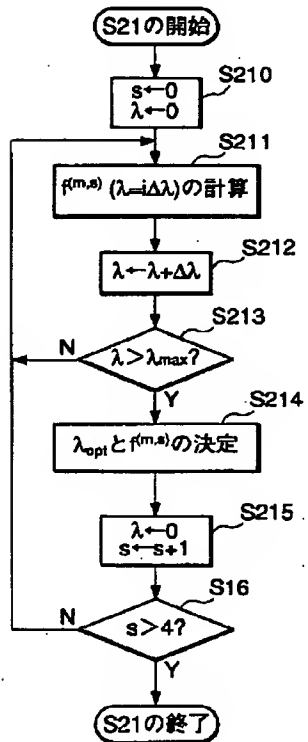 S21の開始
S210
s←0
λ←0
S211
f(m,s) (λ=iΔλ)の計算
S212
λ←λ+Δλ
S213
N
λ>λmax?
Y
S214
λoptとf(m,s)の決定
S215
λ←0
s←s+1
S16
N
s>4?
Y
S21の終了